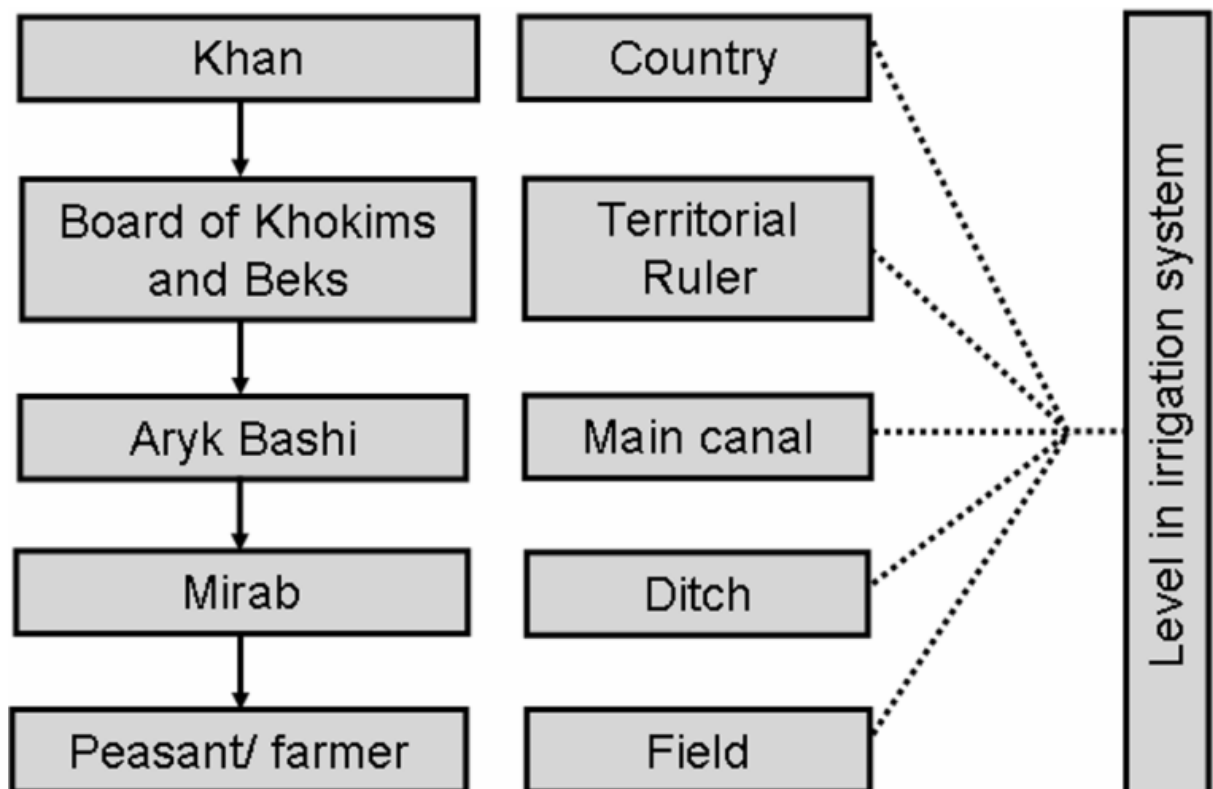 Khan
Country
Board of Khokims
and Beks
Territorial
Ruler
Aryk Bashi
Main canal
Mirab
Ditch
Peasant/ farmer
Field
Level in irrigation system